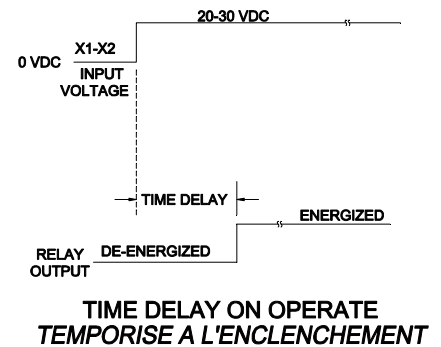 20-30 VDC
X1-X2
0 VDC
INPUT
VOLTAGE
TIME DELAY
ENERGIZED
DE-ENERGIZED
RELAY
OUTPUT
TIME DELAY ON OPERATE
TEMPORISE A L'ENCLENCHEMENT